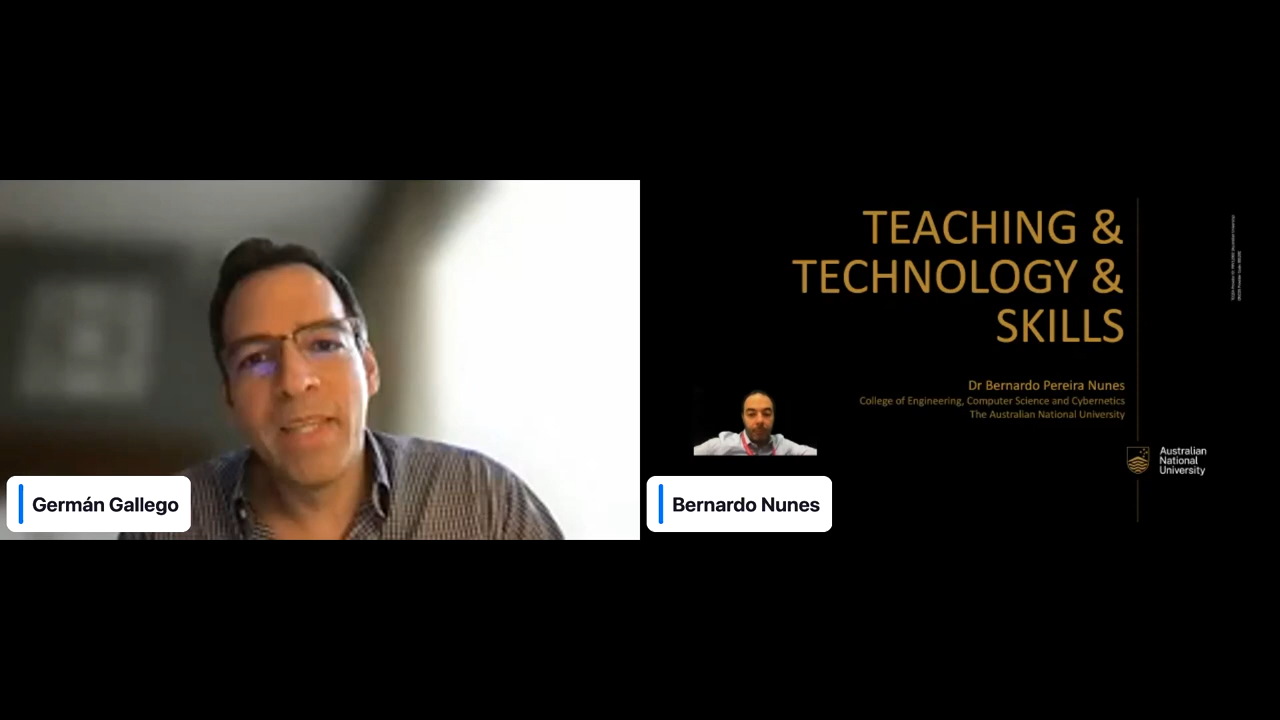 Germán Gallego
TEACHING &
TECHNOLOGY &
SKILLS
Dr Bernardo Pereira Nunes
College of Engineering, Computer Science and Cybernetics
The Australian National University
Australian
National
University
Bernardo Nunes